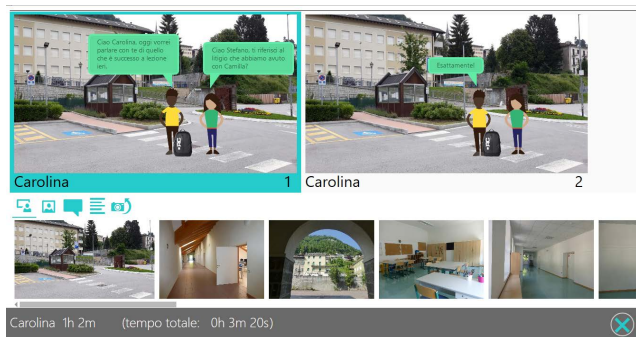 Ciao Carolina, oggi vorrei
parlare con te di quello
che è successo a lezione
ieri.
Ciao Stefano, ti riferisci al
litigio che abbiamo avuto
con Camilla?
Esattamente!
Carolina 1
Carolina 2
Carolina 1h 2m (tempo totale: 0h 3m 20s)